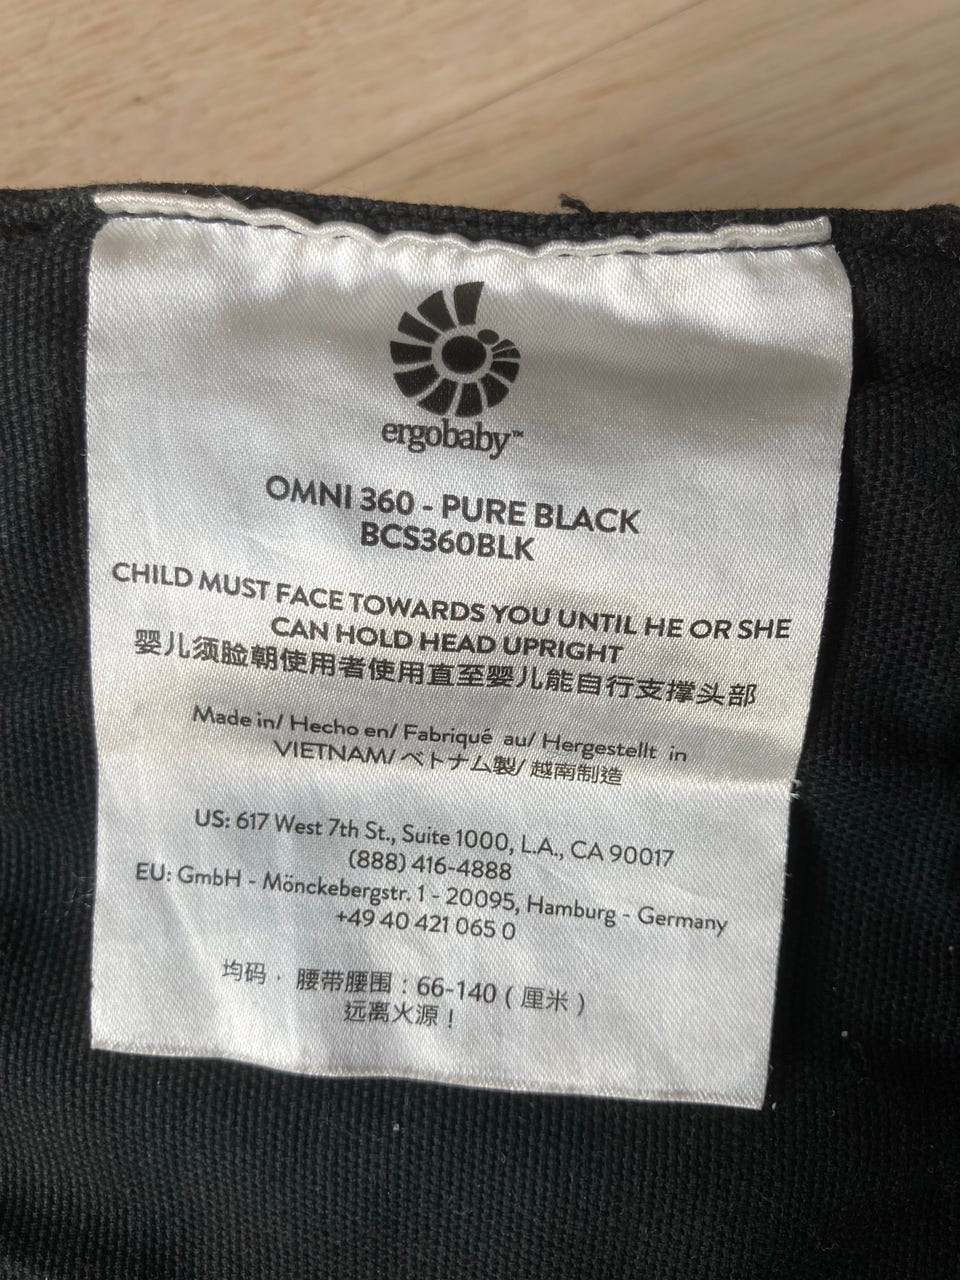 ergobaby™
OMNI 360 - PURE BLACK
BCS360BLK
CHILD MUST FACE TOWARDS YOU UNTIL HE OR SHE
CAN HOLD HEAD UPRIGHT
婴儿须脸朝使用者使用直至婴儿能自行支撑头部
Made in/ Hecho en/ Fabriqué au/ Hergestellt in
VIETNAM/ ベトナム製/ 越南制造
US: 617 West 7th St., Suite 1000, L.A., CA 90017
(888) 416-4888
EU: GmbH - Mönckebergstr. 1 - 20095, Hamburg - Germany
+49 40 421 065 0
均码，腰带腰围：66-140（厘米）
远离火源！